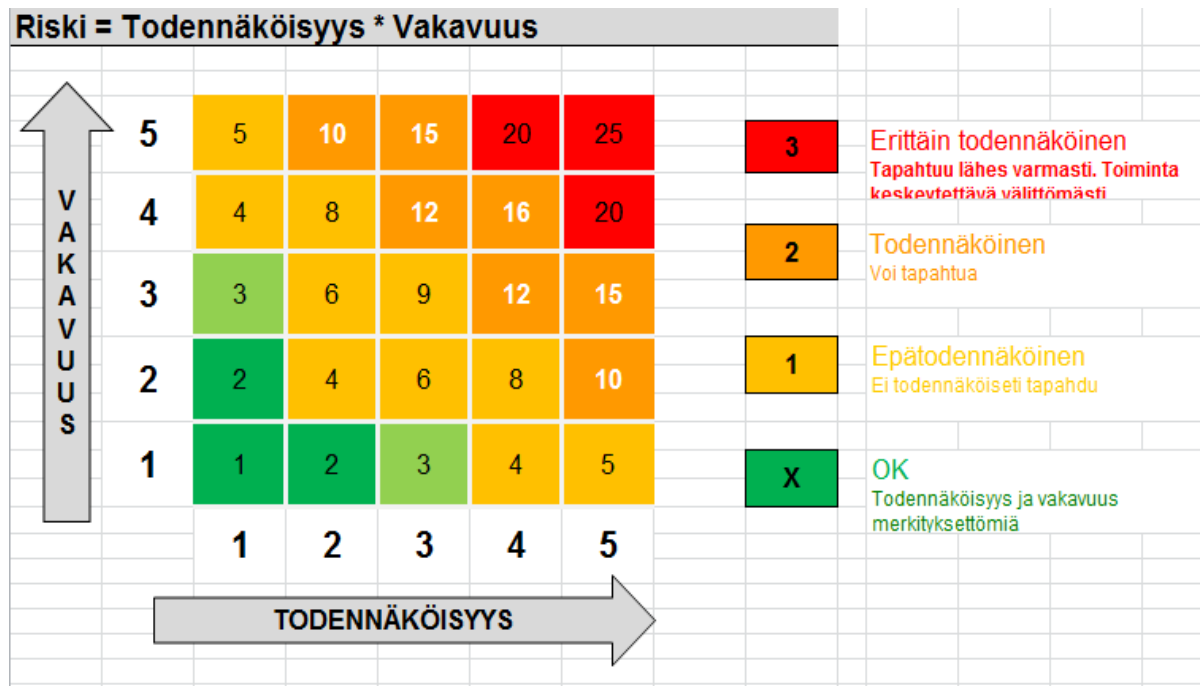 Riski = Todennäköisyys * Vakavuus
VAKAVUUS
5 5 10 15 20 25
4 4 8 12 16 20
3 3 6 9 12 15
2 2 4 6 8 10
1 1 2 3 4 5
1 2 3 4 5
TODENNÄKÖISYYS
3
Erittäin todennäköinen
Tapahtuu lähes varmasti. Toiminta
keskeytettävä välittömästi
2
Todennäköinen
Voi tapahtua
1
Epätodennäköinen
Ei todennäköiseti tapahdu
X
OK
Todennäköisyys ja vakavuus
merkityksettömiä